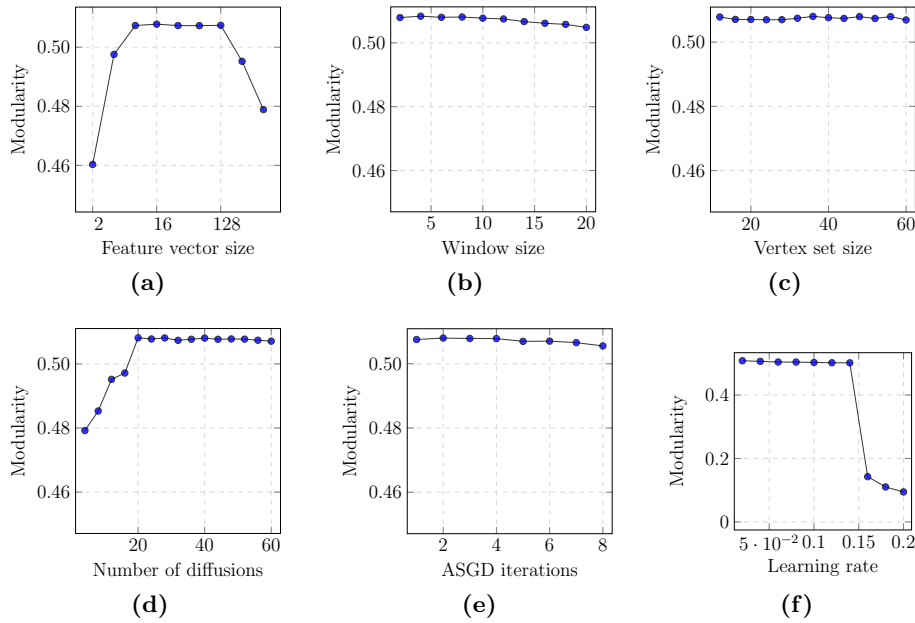 0.50
0.48
0.46
Modularity
2
16
128
Feature vector size
(a)
0.50
0.48
0.46
Modularity
5
10
15
20
Window size
(b)
0.50
0.48
0.46
Modularity
20
40
60
Vertex set size
(c)
0.50
0.48
0.46
Modularity
20
40
60
Number of diffusions
(d)
0.50
0.48
0.46
Modularity
2
4
6
8
ASGD iterations
(e)
0.4
0.2
0
Modularity
5 · 10⁻²
0.1
0.15
0.2
Learning rate
(f)